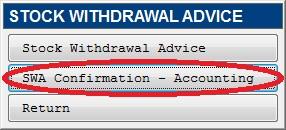 STOCK WITHDRAWAL ADVICE
Stock Withdrawal Advice
SWA Confirmation - Accounting
Return